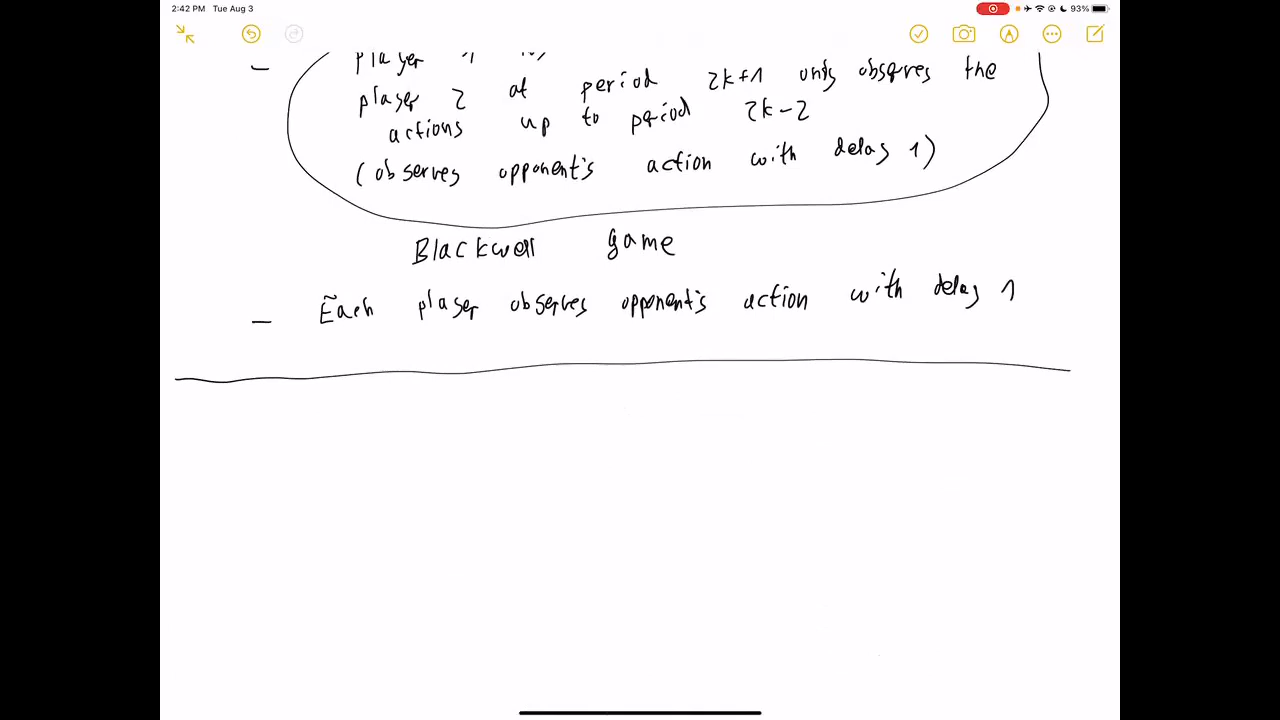 2:42 PM Tue Aug 3
93%
— player
player 2 at period 2k+1 only observes the
actions up to period 2k-2
(observes opponent's action with delay 1)
Blackwell game
— Each player observes opponent's action with delay 1